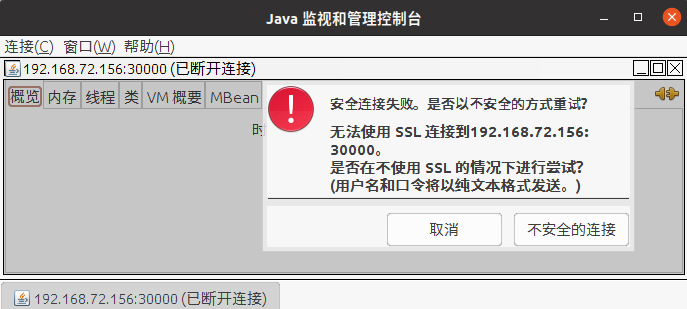 Java 监视和管理控制台
连接(C) 窗口(W) 帮助(H)
192.168.72.156:30000 (已断开连接)
概览 内存 线程 类 VM 概要 MBean
安全连接失败。是否以不安全的方式重试?
无法使用 SSL 连接到192.168.72.156:
30000。
是否在不使用 SSL 的情况下进行尝试?
(用户名和口令将以纯文本格式发送。)
取消 不安全的连接
192.168.72.156:30000 (已断开连接)